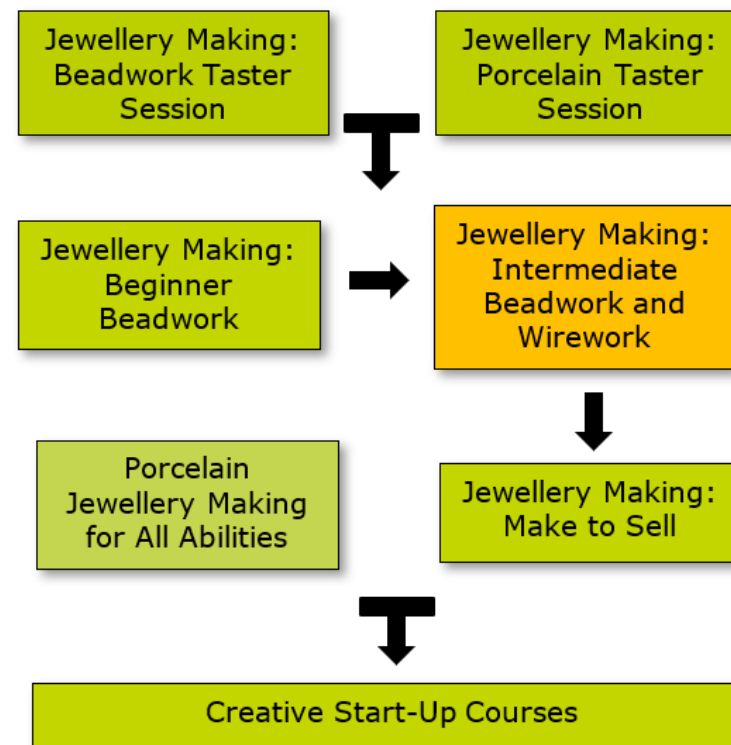 Jewellery Making:
Beadwork Taster
Session
Jewellery Making:
Porcelain Taster
Session
Jewellery Making:
Beginner
Beadwork
Jewellery Making:
Intermediate
Beadwork and
Wirework
Porcelain
Jewellery Making
for All Abilities
Jewellery Making:
Make to Sell
Creative Start-Up Courses